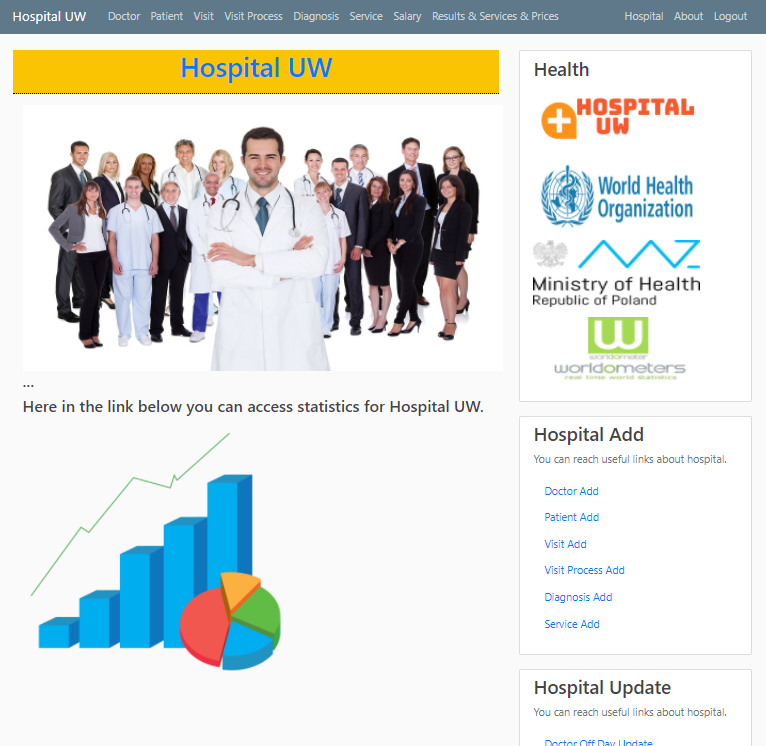 Hospital UW Doctor Patient Visit Visit Process Diagnosis Service Salary Results & Services & Prices Hospital About Logout
Hospital UW
...
Here in the link below you can access statistics for Hospital UW.
Health
HOSPITAL
UW
World Health
Organization
Ministry of Health
Republic of Poland
W
worldometer
worldometers
real time world statistics
Hospital Add
You can reach useful links about hospital.
Doctor Add
Patient Add
Visit Add
Visit Process Add
Diagnosis Add
Service Add
Hospital Update
You can reach useful links about hospital.
Doctor Off Day Update